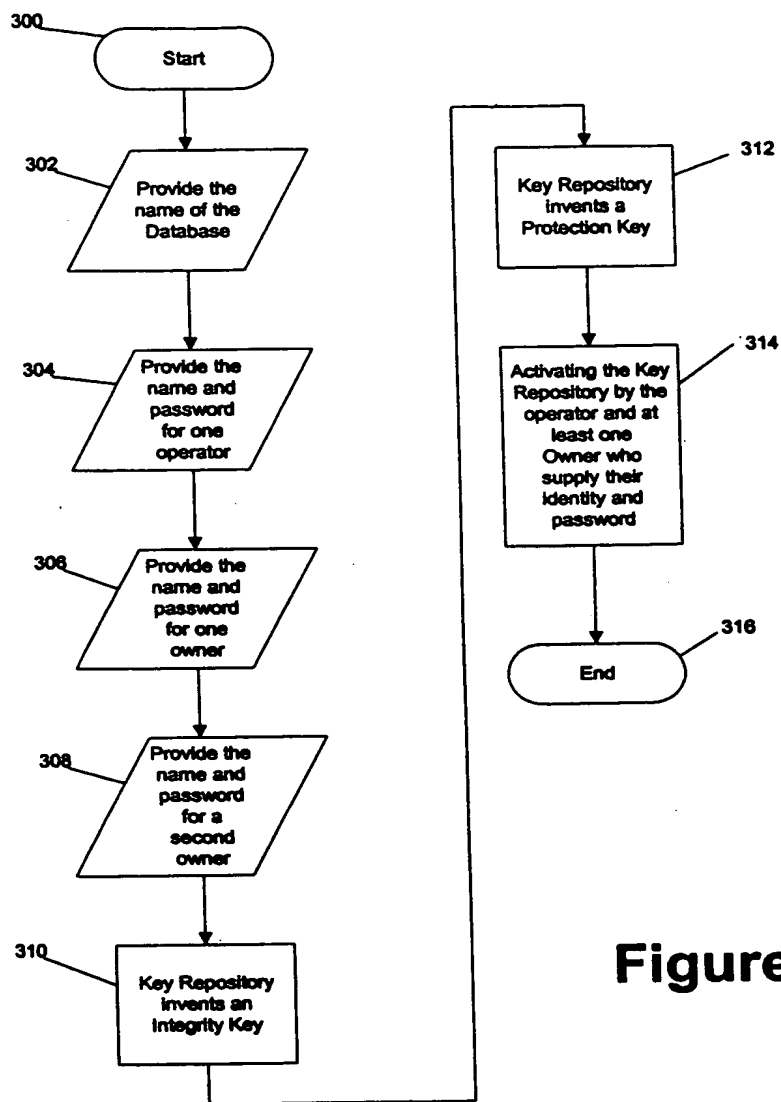 300
Start
302
Provide the
name of the
Database
304
Provide the
name and
password
for one
operator
306
Provide the
name and
password
for one
owner
308
Provide the
name and
password
for a
second
owner
310
Key Repository
invents an
Integrity Key
312
Key Repository
invents a
Protection Key
314
Activating the Key
Repository by the
operator and at
least one
Owner who
supply their
identity and
password
316
End
Figure